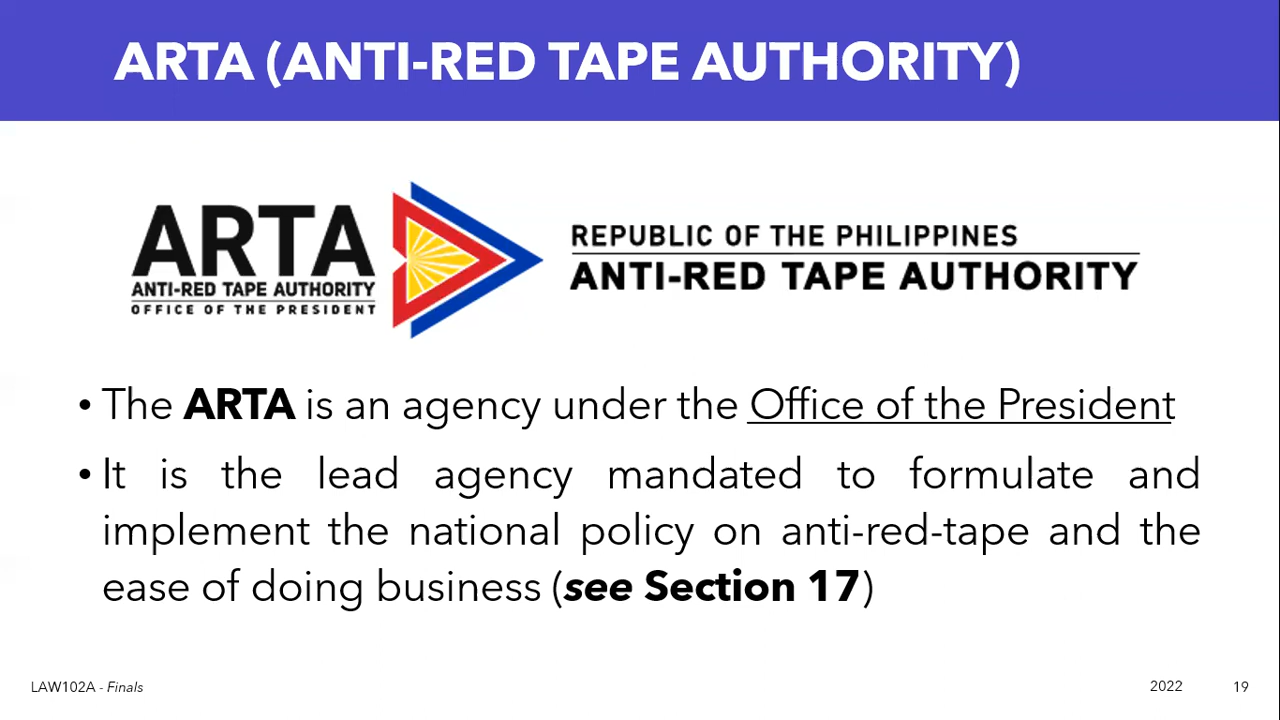 ARTA (ANTI-RED TAPE AUTHORITY)
ARTA
ANTI-RED TAPE AUTHORITY
OFFICE OF THE PRESIDENT
REPUBLIC OF THE PHILIPPINES
ANTI-RED TAPE AUTHORITY
• The ARTA is an agency under the Office of the President
• It is the lead agency mandated to formulate and
implement the national policy on anti-red-tape and the
ease of doing business (see Section 17)
LAW102A - Finals
2022
19